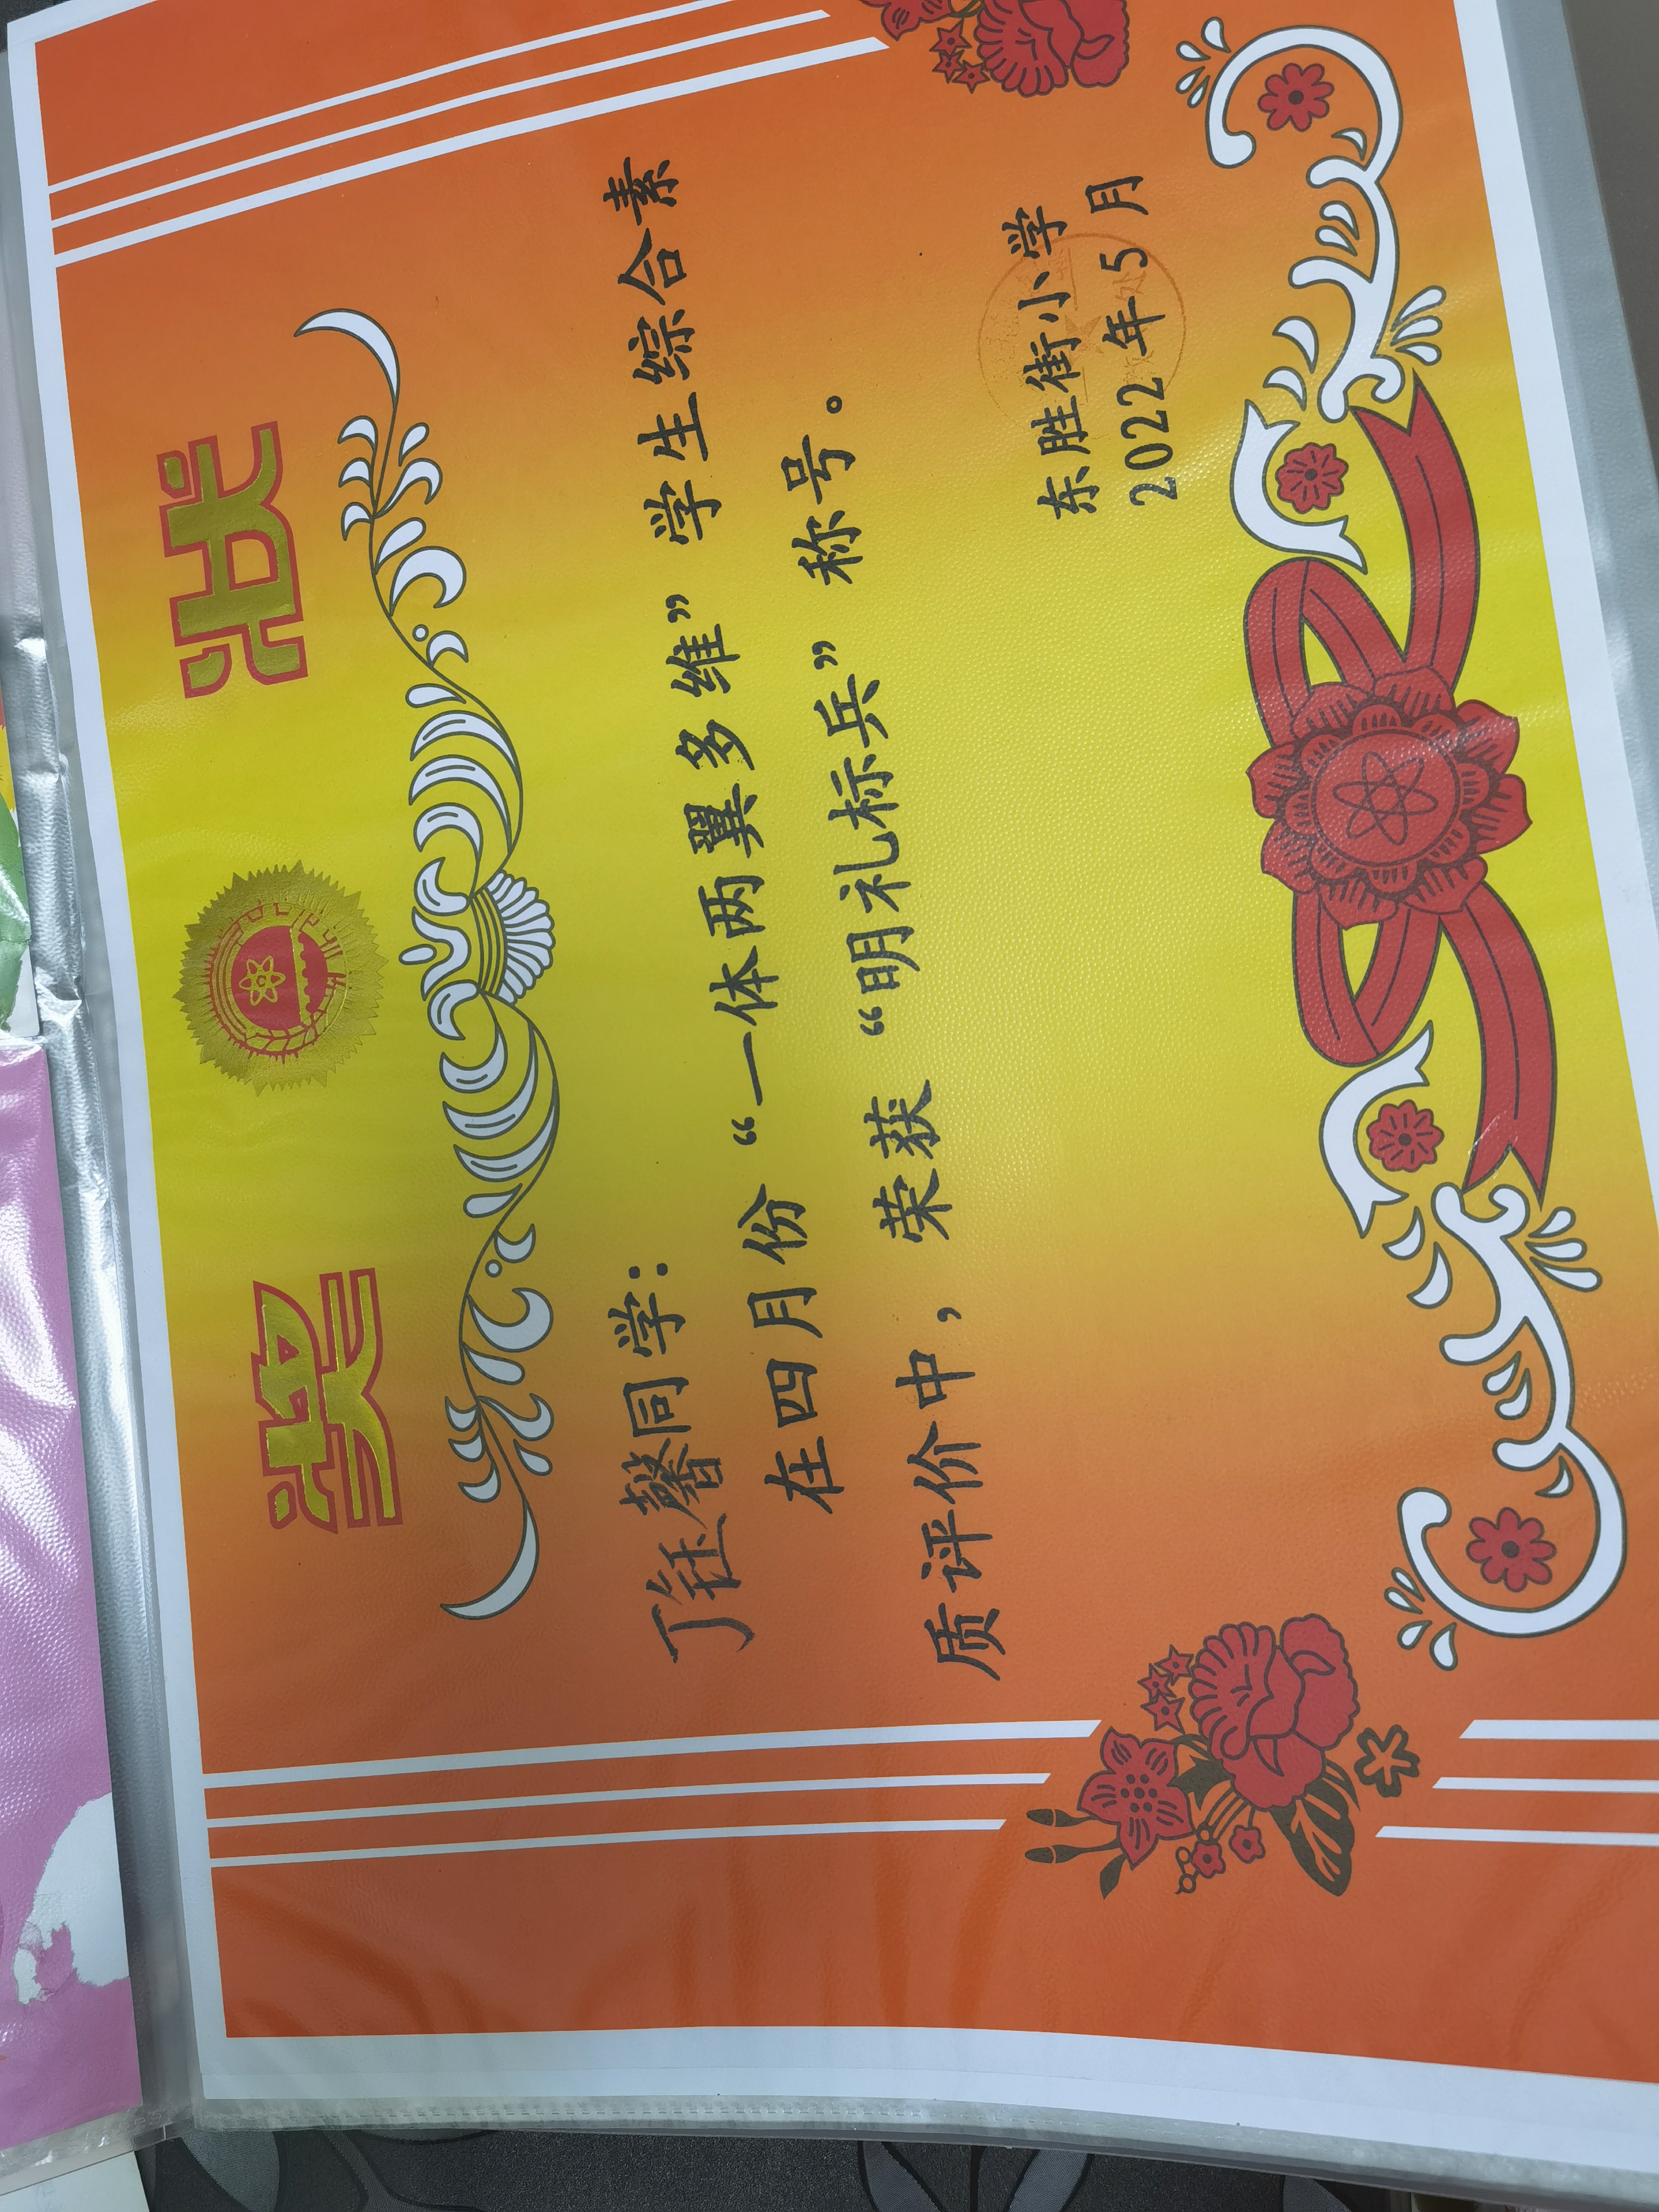 奖 状
丁钰馨同学：
在四月份“一体两翼多维”学生综合素
质评价中，荣获“明礼标兵”称号。
东胜街小学
2022年5月